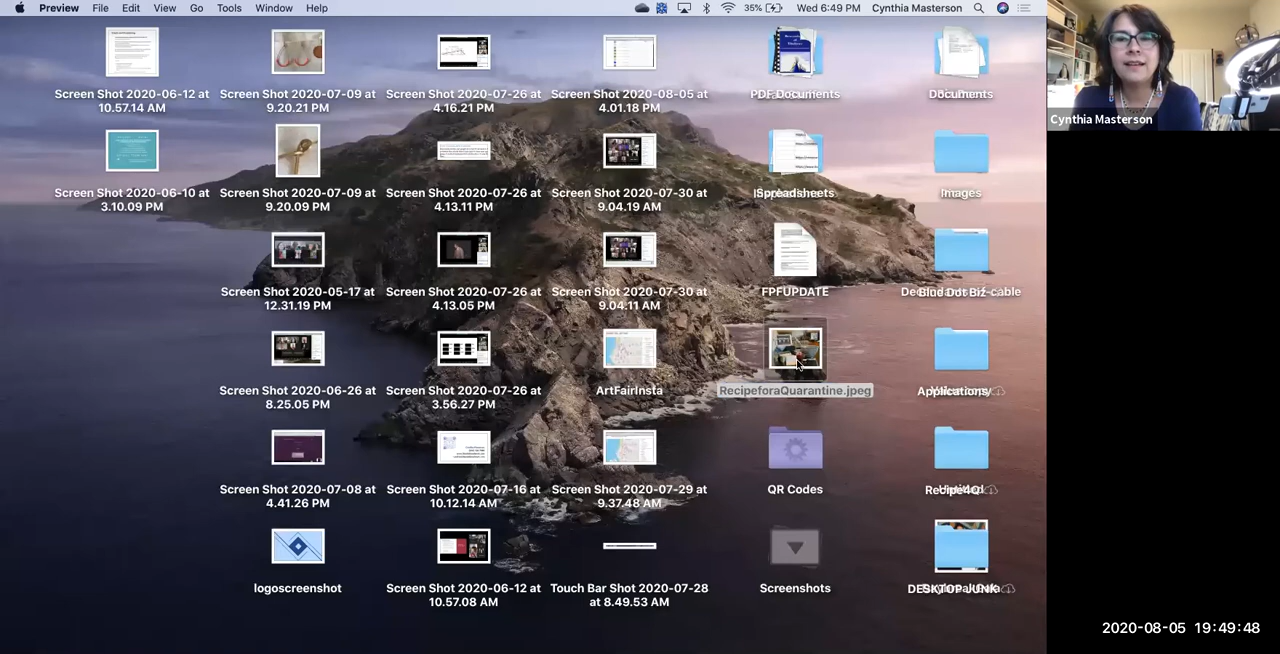 Preview File Edit View Go Tools Window Help 35% Wed 6:49 PM Cynthia Masterson
Screen Shot 2020-06-12 at
10.57.14 AM
Screen Shot 2020-07-09 at
9.20.21 PM
Screen Shot 2020-07-26 at
4.16.21 PM
Screen Shot 2020-08-05 at
4.01.18 PM
PDF Documents
Documents
Cynthia Masterson
Screen Shot 2020-06-10 at
3.10.09 PM
Screen Shot 2020-07-09 at
9.20.09 PM
Screen Shot 2020-07-26 at
4.13.11 PM
Screen Shot 2020-07-30 at
9.04.19 AM
Spreadsheets
Images
Screen Shot 2020-05-17 at
12.31.19 PM
Screen Shot 2020-07-26 at
4.13.05 PM
Screen Shot 2020-07-30 at
9.04.11 AM
FPFUPDATE
Screen Shot 2020-06-26 at
8.25.05 PM
Screen Shot 2020-07-26 at
3.56.27 PM
ArtFairInsta
RecipeforaQuarantine.jpeg
Applications
Screen Shot 2020-07-08 at
4.41.26 PM
Screen Shot 2020-07-16 at
10.12.14 AM
Screen Shot 2020-07-29 at
9.37.48 AM
QR Codes
Recipe4Q
logoscreenshot
Screen Shot 2020-06-12 at
10.57.08 AM
Touch Bar Shot 2020-07-28
at 8.49.53 AM
Screenshots
DESKTOP JUNK
2020-08-05 19:49:48